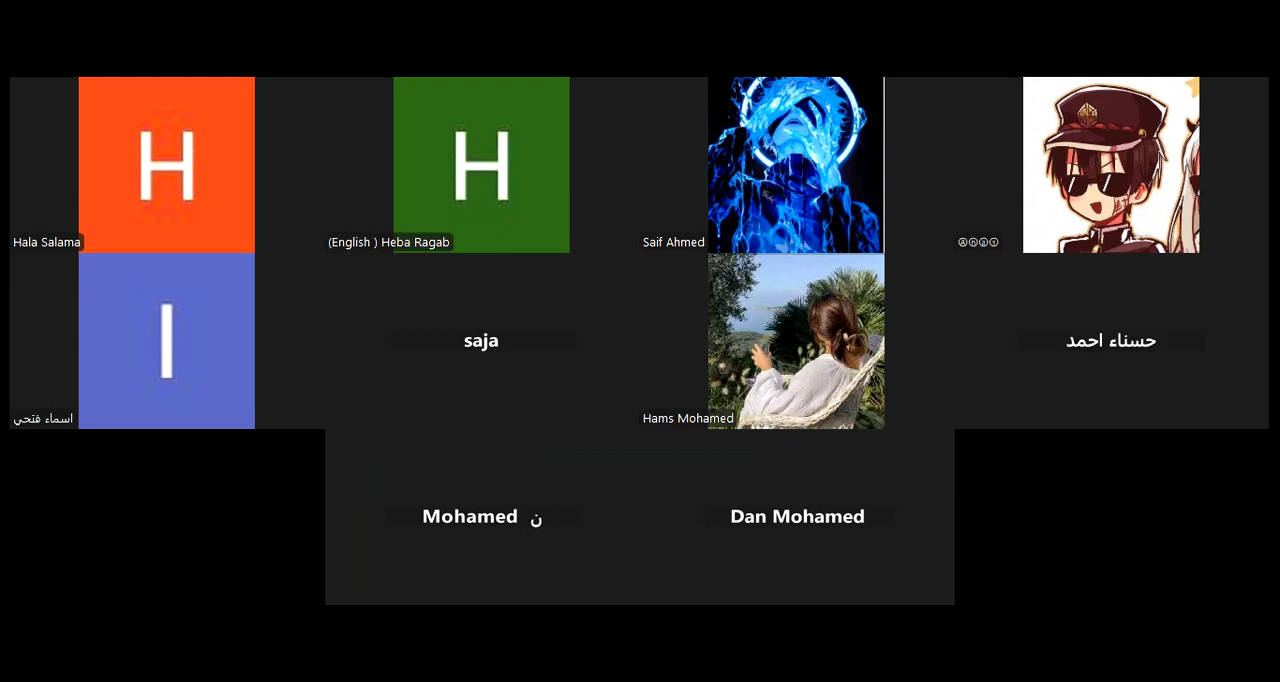 H
H
Hala Salama
(English ) Heba Ragab
Saif Ahmed
I
saja
حسناء احمد
اسماء فتحي
Hams Mohamed
Mohamed ن
Dan Mohamed